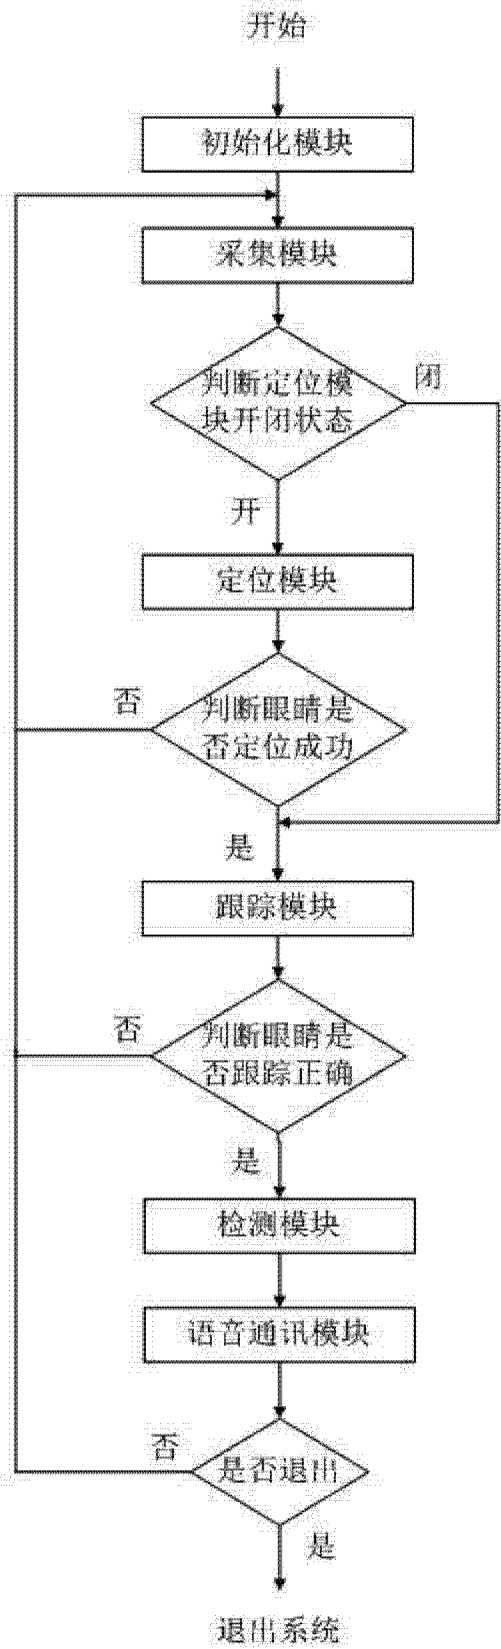 开始
初始化模块
采集模块
判断定位模
块开闭状态
闭
开
定位模块
否
判断眼睛是
否定位成功
是
跟踪模块
否
判断眼睛是
否跟踪正确
是
检测模块
语音通讯模块
否
是否退出
是
退出系统